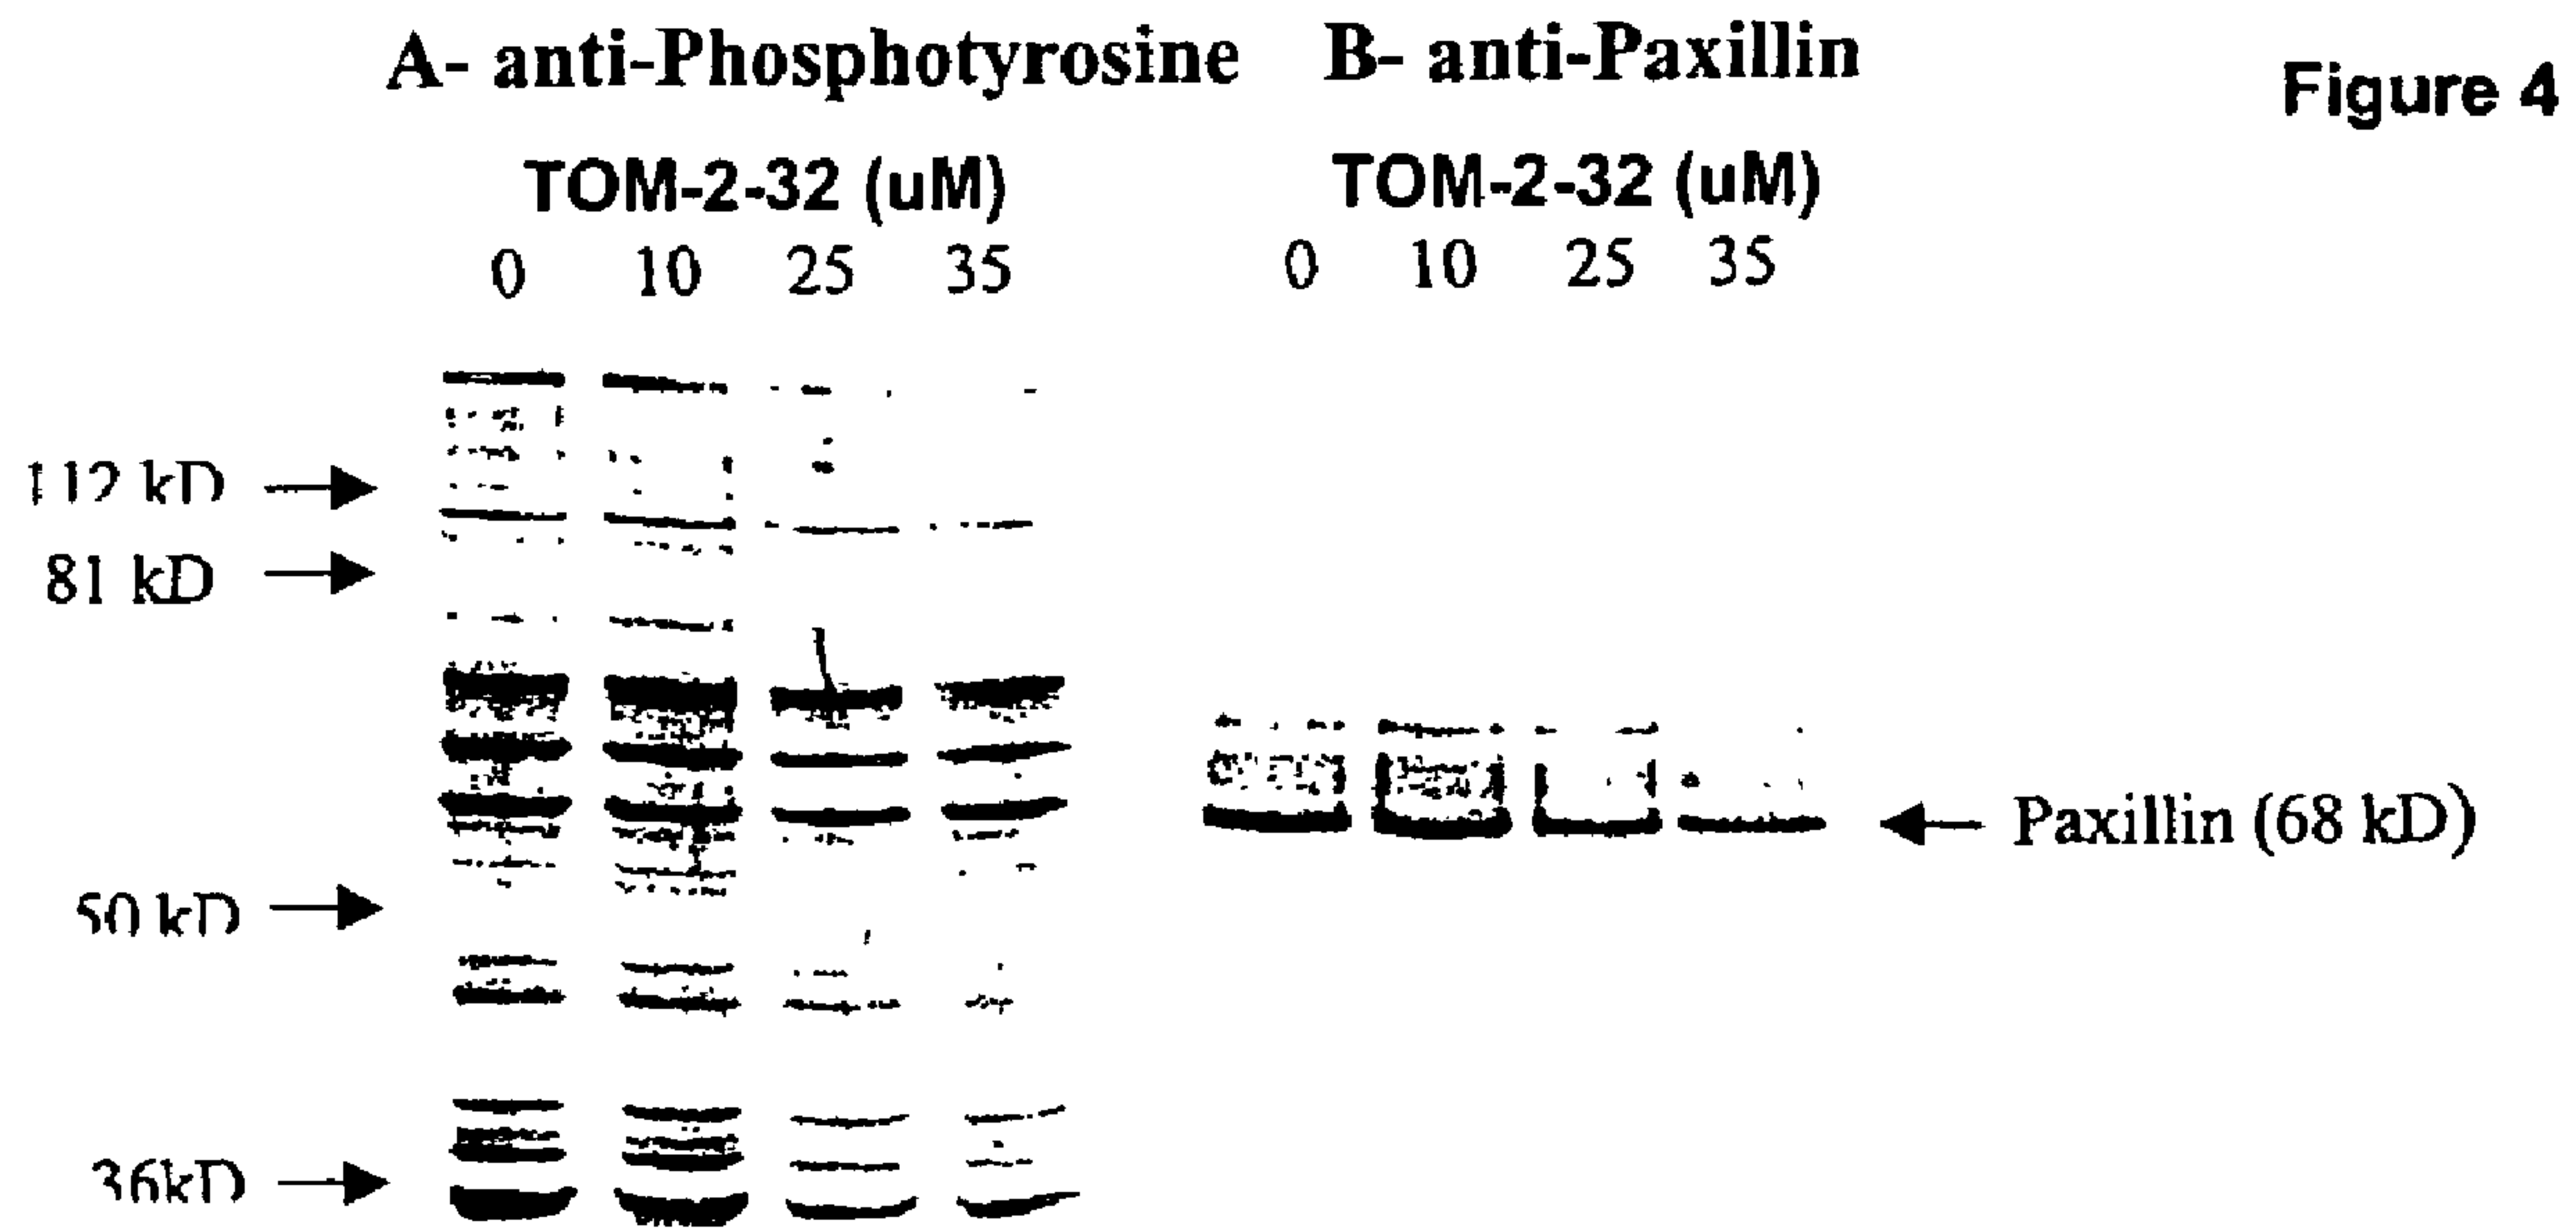 A- anti-Phosphotyrosine
B- anti-Paxillin
Figure 4
TOM-2-32 (uM)
TOM-2-32 (uM)
0 10 25 35
0 10 25 35
112 kD
81 kD
Paxillin (68 kD)
50 kD
36kD